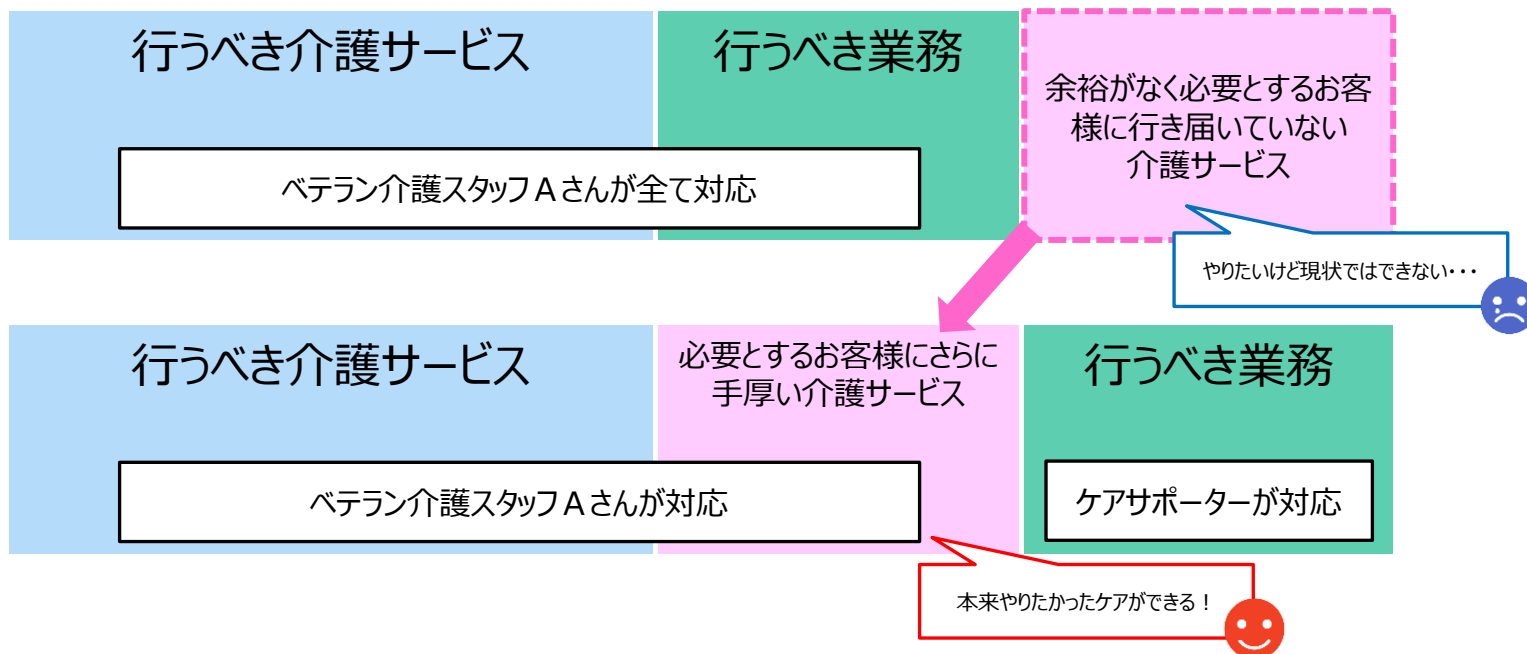 行うべき介護サービス
行うべき業務
余裕がなく必要とするお客
様に行き届いていない
介護サービス
ベテラン介護スタッフAさんが全て対応
やりたいけど現状ではできない・・・
行うべき介護サービス
必要とするお客様にさらに
手厚い介護サービス
行うべき業務
ベテラン介護スタッフAさんが対応
ケアサポーターが対応
本来やりたかったケアができる！